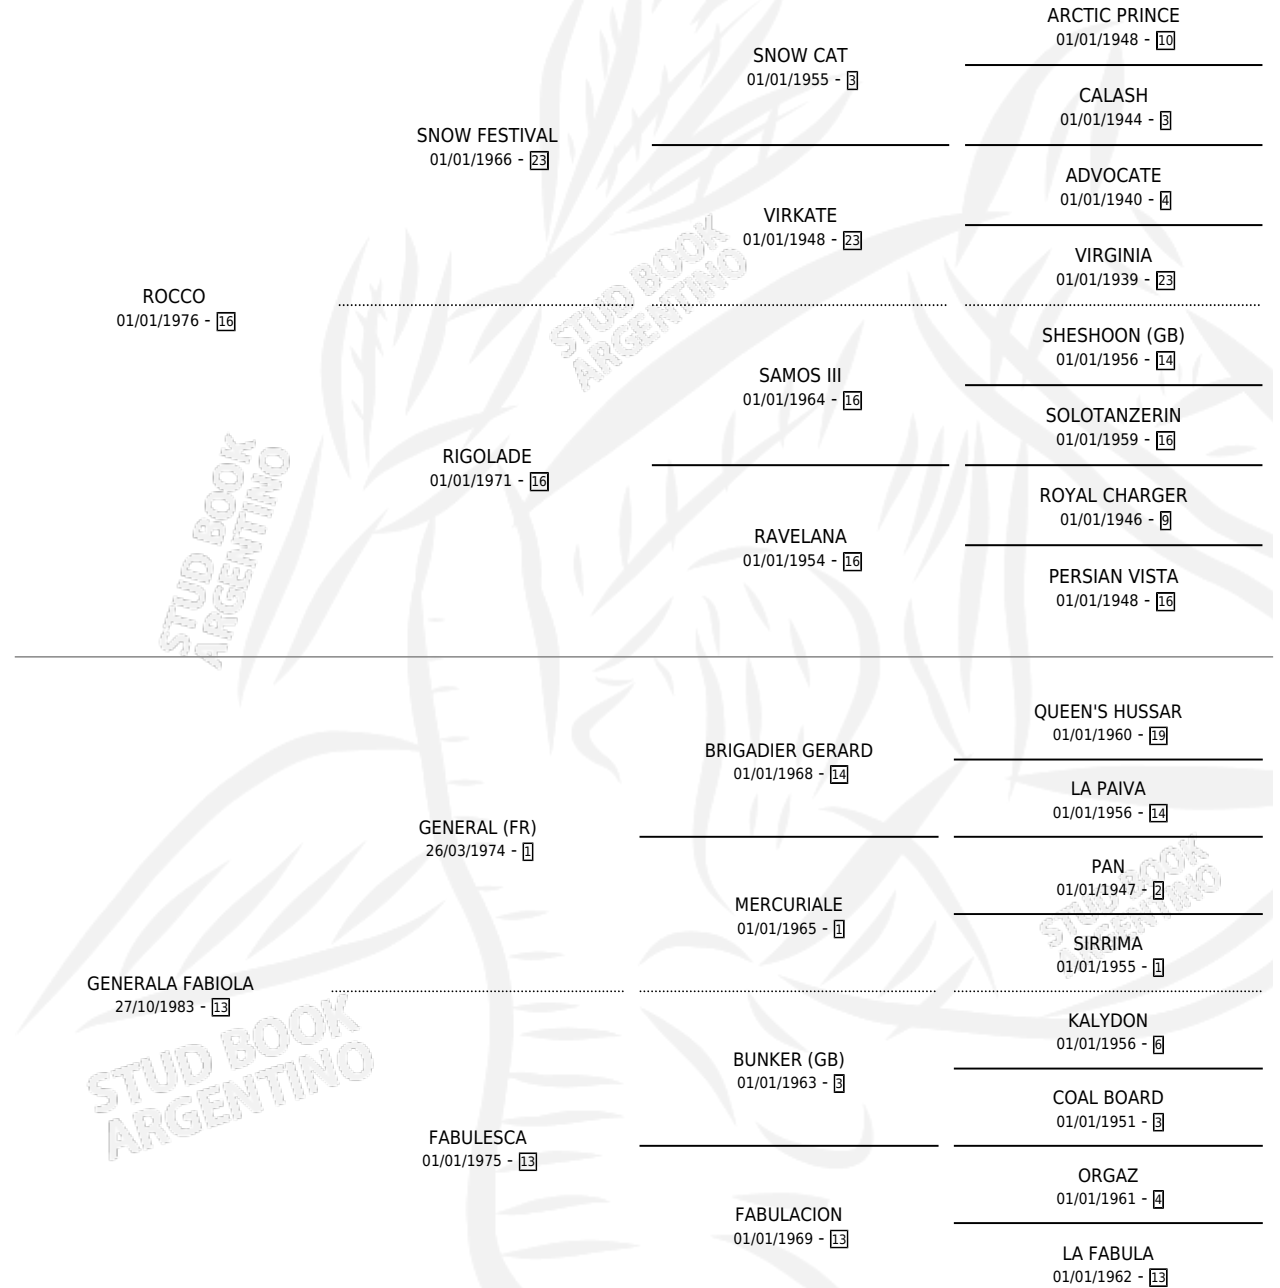 ARCTIC PRINCE
01/01/1948 - 10
SNOW CAT
01/01/1955 - 3
CALASH
01/01/1944 - 3
SNOW FESTIVAL
01/01/1966 - 23
ADVOCATE
01/01/1940 - 4
VIRKATE
01/01/1948 - 23
VIRGINIA
01/01/1939 - 23
ROCCO
01/01/1976 - 16
SHESHOON (GB)
01/01/1956 - 14
SAMOS III
01/01/1964 - 16
SOLOTANZERIN
01/01/1959 - 16
RIGOLADE
01/01/1971 - 16
ROYAL CHARGER
01/01/1946 - 9
RAVELANA
01/01/1954 - 16
PERSIAN VISTA
01/01/1948 - 16
STUD BOOK
ARGENTINO
STUD BOOK
ARGENTINO
QUEEN'S HUSSAR
01/01/1960 - 19
BRIGADIER GERARD
01/01/1968 - 14
LA PAIVA
01/01/1956 - 14
GENERAL (FR)
26/03/1974 - 1
PAN
01/01/1947 - 2
MERCURIALE
01/01/1965 - 1
SIRRIMA
01/01/1955 - 1
GENERALA FABIOLA
27/10/1983 - 13
KALYDON
01/01/1956 - 6
BUNKER (GB)
01/01/1963 - 3
COAL BOARD
01/01/1951 - 3
FABULESCA
01/01/1975 - 13
ORGAZ
01/01/1961 - 4
FABULACION
01/01/1969 - 13
LA FABULA
01/01/1962 - 13
STUD BOOK
ARGENTINO
STUD BOOK
ARGENTINO